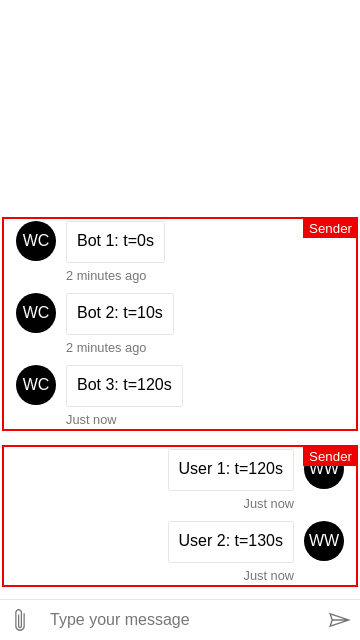 Sender
WC
Bot 1: t=0s
2 minutes ago
WC
Bot 2: t=10s
2 minutes ago
WC
Bot 3: t=120s
Just now
Sender
User 1: t=120s
WW
Just now
User 2: t=130s
WW
Just now
Type your message